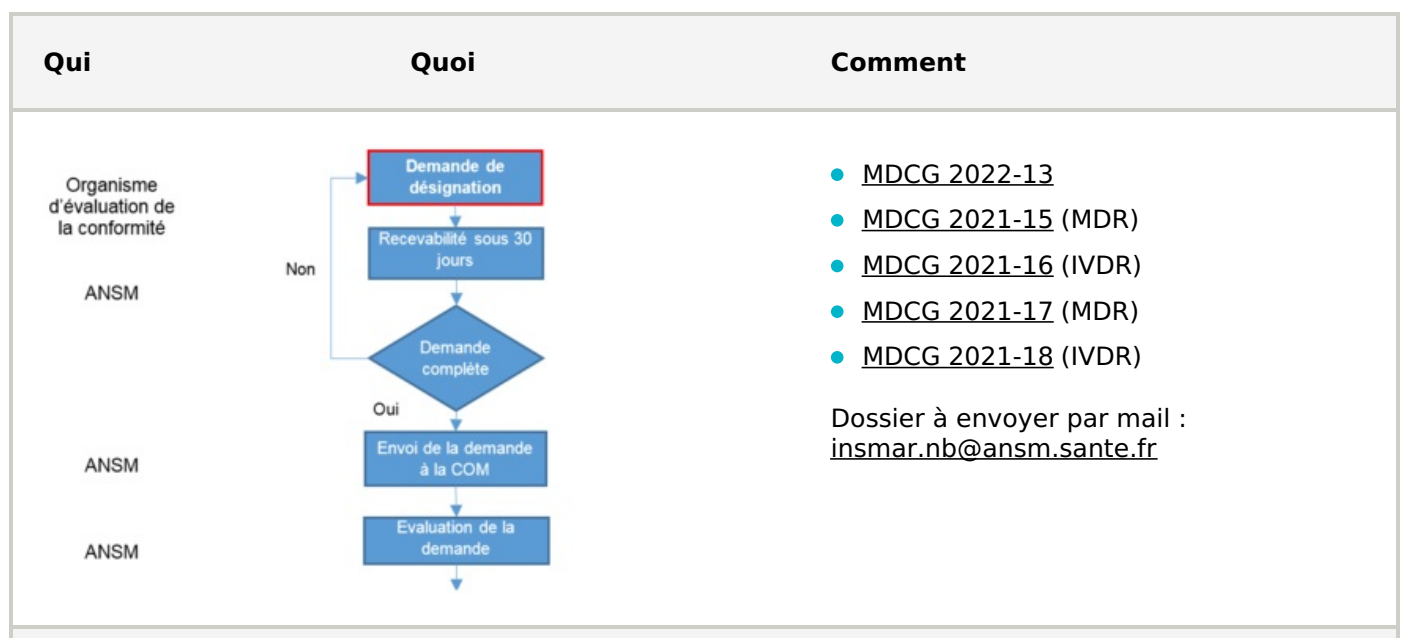 Qui
Quoi
Comment
Organisme
d'évaluation de
la conformité
ANSM
ANSM
ANSM
Demande de
désignation
Recevabilité sous 30
jours
Non
Demande
complète
Oui
Envoi de la demande
à la COM
Evaluation de la
demande
MDCG 2022-13
MDCG 2021-15 (MDR)
MDCG 2021-16 (IVDR)
MDCG 2021-17 (MDR)
MDCG 2021-18 (IVDR)
Dossier à envoyer par mail :
insmar.nb@ansm.sante.fr